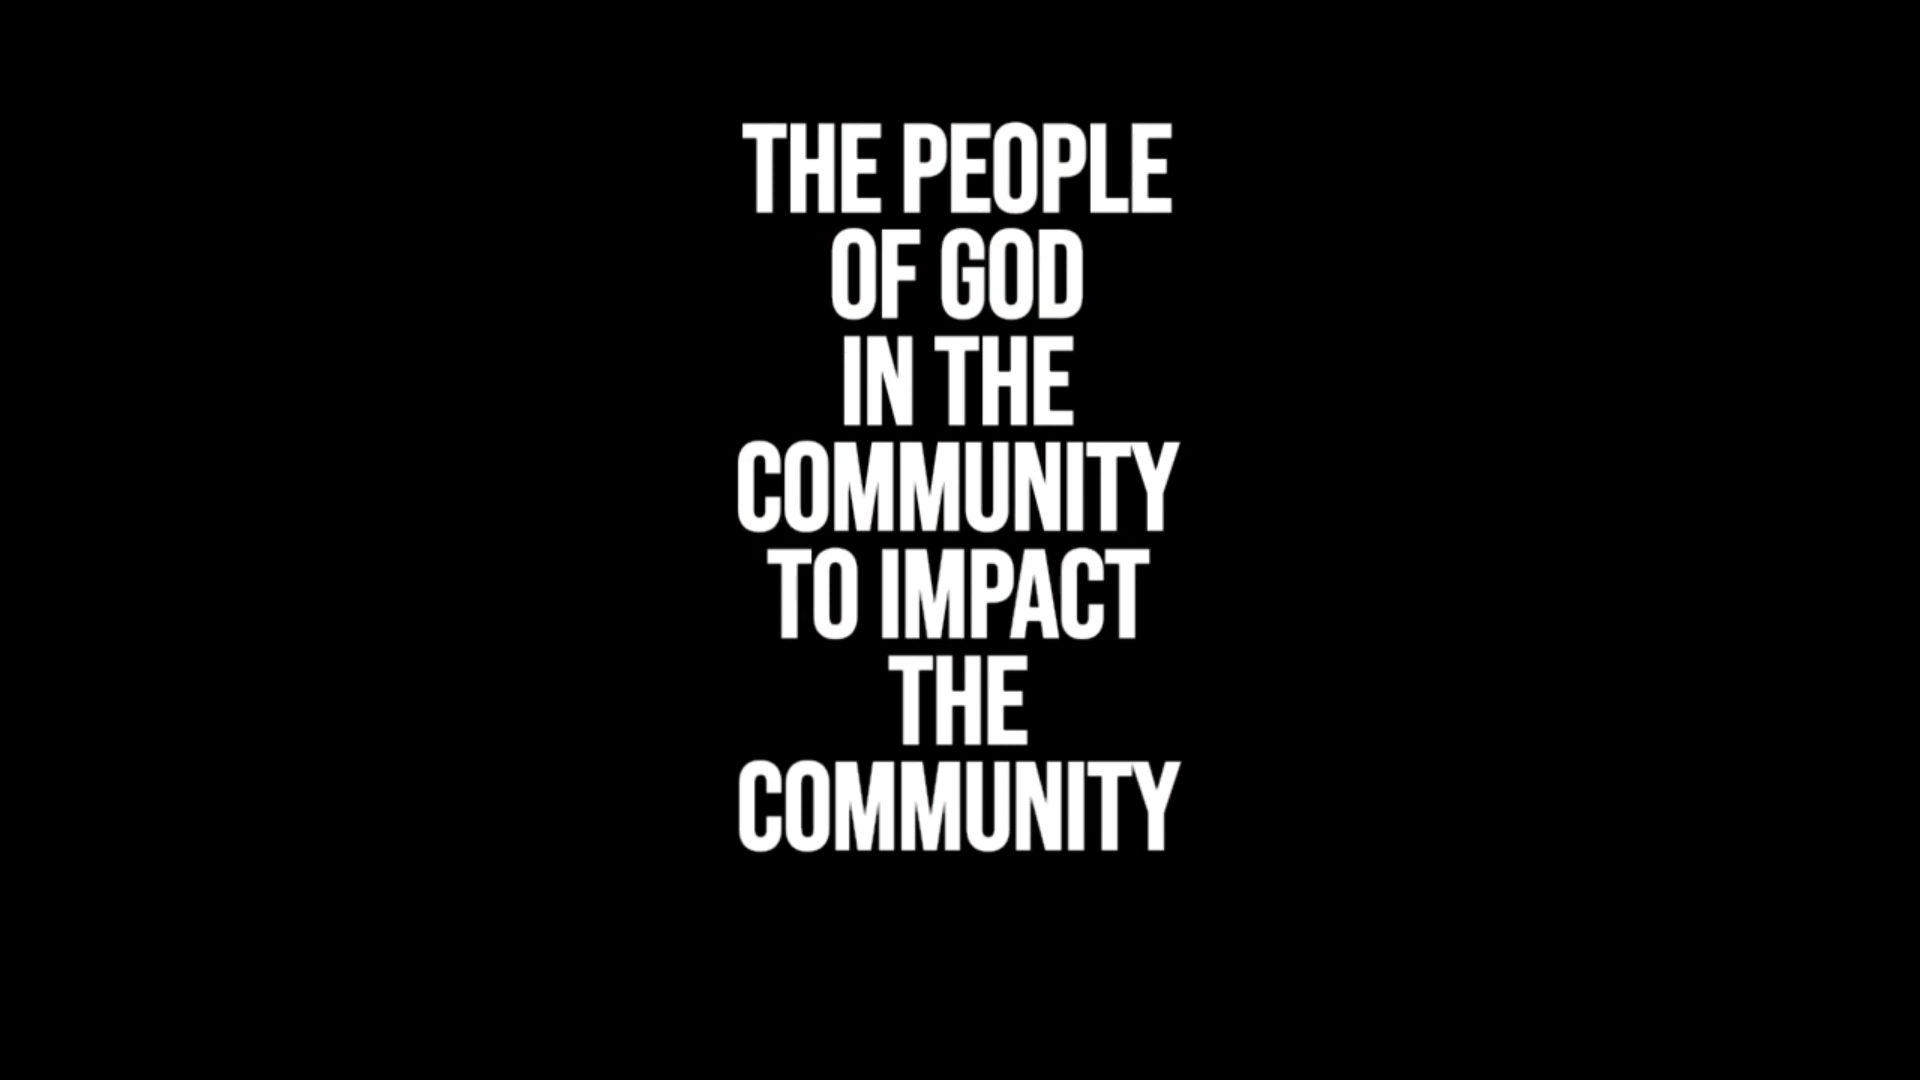 THE PEOPLE
OF GOD
IN THE
COMMUNITY
TO IMPACT
THE
COMMUNITY